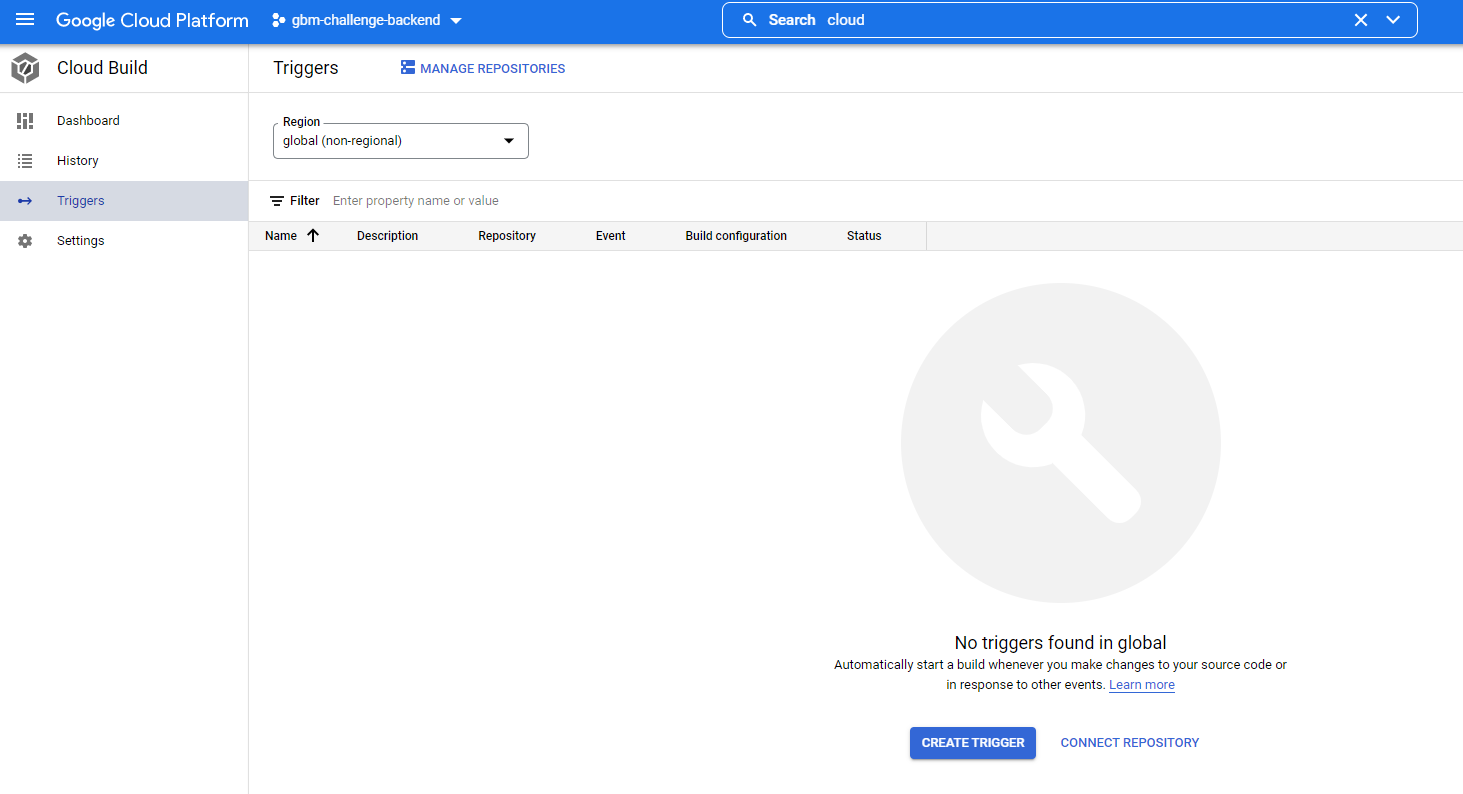 Google Cloud Platform gbm-challenge-backend Search cloud
Cloud Build
Triggers MANAGE REPOSITORIES
Dashboard
History
Triggers
Settings
Region
global (non-regional)
Filter Enter property name or value
Name Description Repository Event Build configuration Status
No triggers found in global
Automatically start a build whenever you make changes to your source code or
in response to other events. Learn more
CREATE TRIGGER CONNECT REPOSITORY